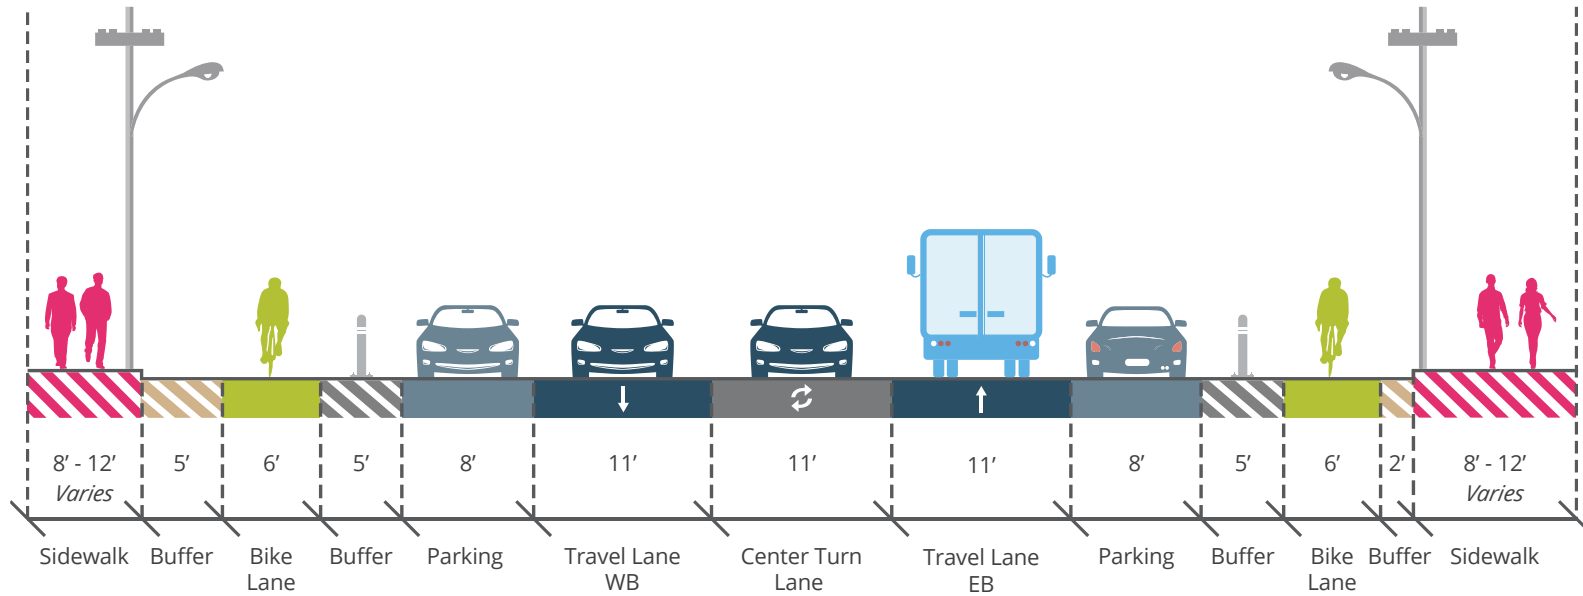 8′ - 12′
Varies
5′
6′
5′
8′
11′
11′
11′
8′
5′
6′
2′
8′ - 12′
Varies
Sidewalk
Buffer
Bike
Lane
Buffer
Parking
Travel Lane
WB
Center Turn
Lane
Travel Lane
EB
Parking
Buffer
Bike
Lane
Buffer
Sidewalk